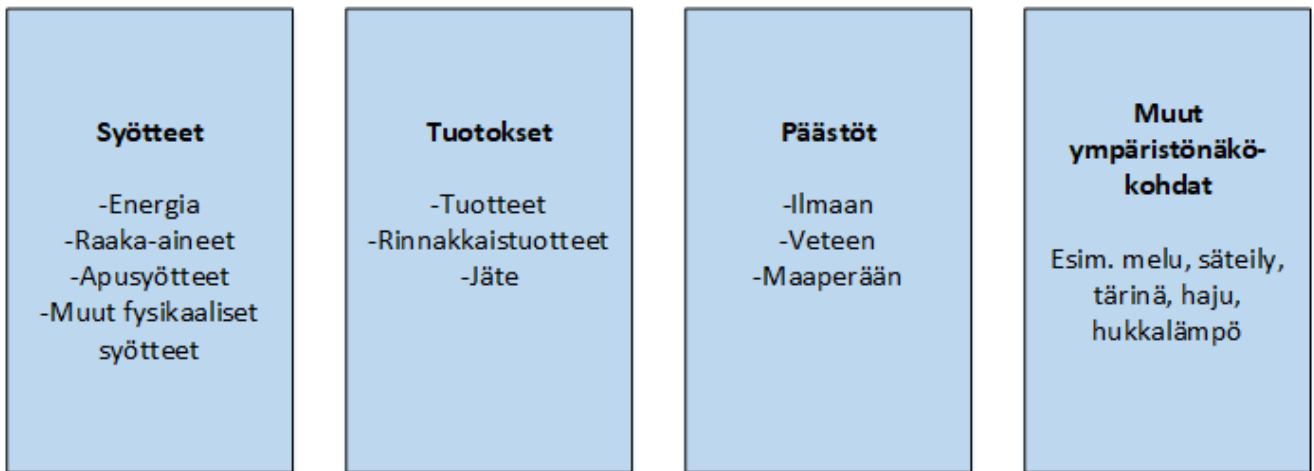 Syötteet
-Energia
-Raaka-aineet
-Apusyötteet
-Muut fysikaaliset
syötteet
Tuotokset
-Tuotteet
-Rinnakkaistuotteet
-Jäte
Päästöt
-Ilmaan
-Veteen
-Maaperään
Muut
ympäristönäkö-
kohdat
Esim. melu, säteily,
tärinä, haju,
hukkalämpö